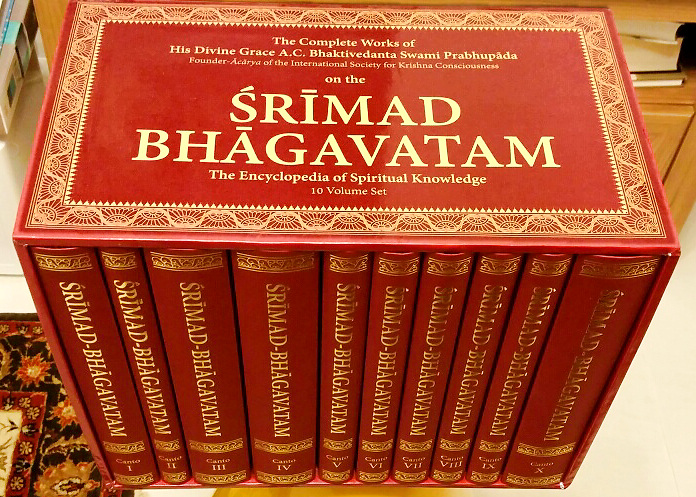 The Complete Works of
His Divine Grace A.C. Bhaktivedanta Swami Prabhupāda
Founder-Ācārya of the International Society for Krishna Consciousness
on the
ŚRĪMAD
BHĀGAVATAM
The Encyclopedia of Spiritual Knowledge
10 Volume Set
ŚRĪMAD-BHĀGAVATAM
Canto
I
ŚRĪMAD-BHĀGAVATAM
Canto
II
ŚRĪMAD-BHĀGAVATAM
Canto
III
ŚRĪMAD-BHĀGAVATAM
Canto
IV
ŚRĪMAD-BHĀGAVATAM
Canto
V
ŚRĪMAD-BHĀGAVATAM
Canto
VI
ŚRĪMAD-BHĀGAVATAM
Canto
VII
ŚRĪMAD-BHĀGAVATAM
Canto
VIII
ŚRĪMAD-BHĀGAVATAM
Canto
IX
ŚRĪMAD-BHĀGAVATAM
Canto
X